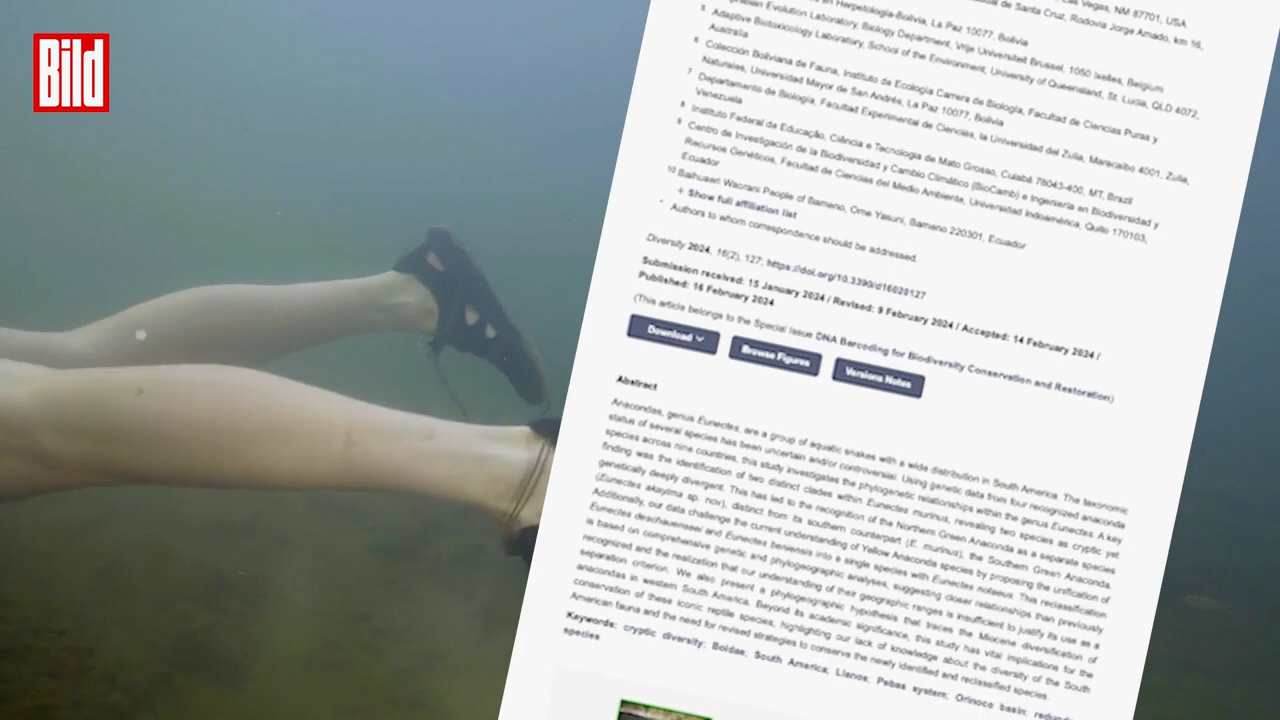 Bild
Las Vegas, NM 87701, USA
de Santa Cruz, Rodovia Jorge Amado, km 16,
en Herpetología-Bolivia, La Paz 10077, Bolivia
Evolution Laboratory, Biology Department, Vrije Universiteit Brussel, 1050 Ixelles, Belgium
Adaptive Biotoxicology Laboratory, School of the Environment, University of Queensland, St. Lucia, QLD 4072,
Australia
6 Colección Boliviana de Fauna, Instituto de Ecología Carrera de Biología, Facultad de Ciencias Puras y
Naturales, Universidad Mayor de San Andrés, La Paz 10077, Bolivia
7 Departamento de Biología, Facultad Experimental de Ciencias, la Universidad del Zulia, Maracaibo 4001, Zulia,
Venezuela
8 Instituto Federal de Educação, Ciência e Tecnologia de Mato Grosso, Cuiabá 78043-400, MT, Brazil
9 Centro de Investigación de la Biodiversidad y Cambio Climático (BioCamb) e Ingeniería en Biodiversidad y
Recursos Genéticos, Facultad de Ciencias del Medio Ambiente, Universidad Indoamérica, Quito 170103,
Ecuador
10 Baihuaeri Waorani People of Bameno, Ome Yasuní, Bameno 220301, Ecuador
+ Show full affiliation list
* Authors to whom correspondence should be addressed.
Diversity 2024, 16(2), 127; https://doi.org/10.3390/d16020127
Submission received: 15 January 2024 / Revised: 9 February 2024 / Accepted: 14 February 2024 /
Published: 16 February 2024
(This article belongs to the Special Issue DNA Barcoding for Biodiversity Conservation and Restoration)
Download
Browse Figures
Versions Notes
Abstract
Anacondas, genus Eunectes, are a group of aquatic snakes with a wide distribution in South America. The taxonomic
status of several species has been uncertain and/or controversial. Using genetic data from four recognized anaconda
species across nine countries, this study investigates the phylogenetic relationships within the genus Eunectes. A key
finding was the identification of two distinct clades within Eunectes murinus, revealing two species as cryptic yet
genetically deeply divergent. This has led to the recognition of the Northern Green Anaconda as a separate species
(Eunectes akayima sp. nov), distinct from its southern counterpart (E. murinus), the Southern Green Anaconda.
Additionally, our data challenge the current understanding of Yellow Anaconda species by proposing the unification of
Eunectes deschauenseei and Eunectes beniensis into a single species with Eunectes notaeus. This reclassification
is based on comprehensive genetic and phylogeographic analyses, suggesting closer relationships than previously
recognized and the realization that our understanding of their geographic ranges is insufficient to justify its use as a
separation criterion. We also present a phylogeographic hypothesis that traces the Miocene diversification of
anacondas in western South America. Beyond its academic significance, this study has vital implications for the
conservation of these iconic reptile species, highlighting our lack of knowledge about the diversity of the South
American fauna and the need for revised strategies to conserve the newly identified and reclassified species.
Keywords: cryptic diversity; Boidae; South America; Llanos; Pebas system; Orinoco basin;
species